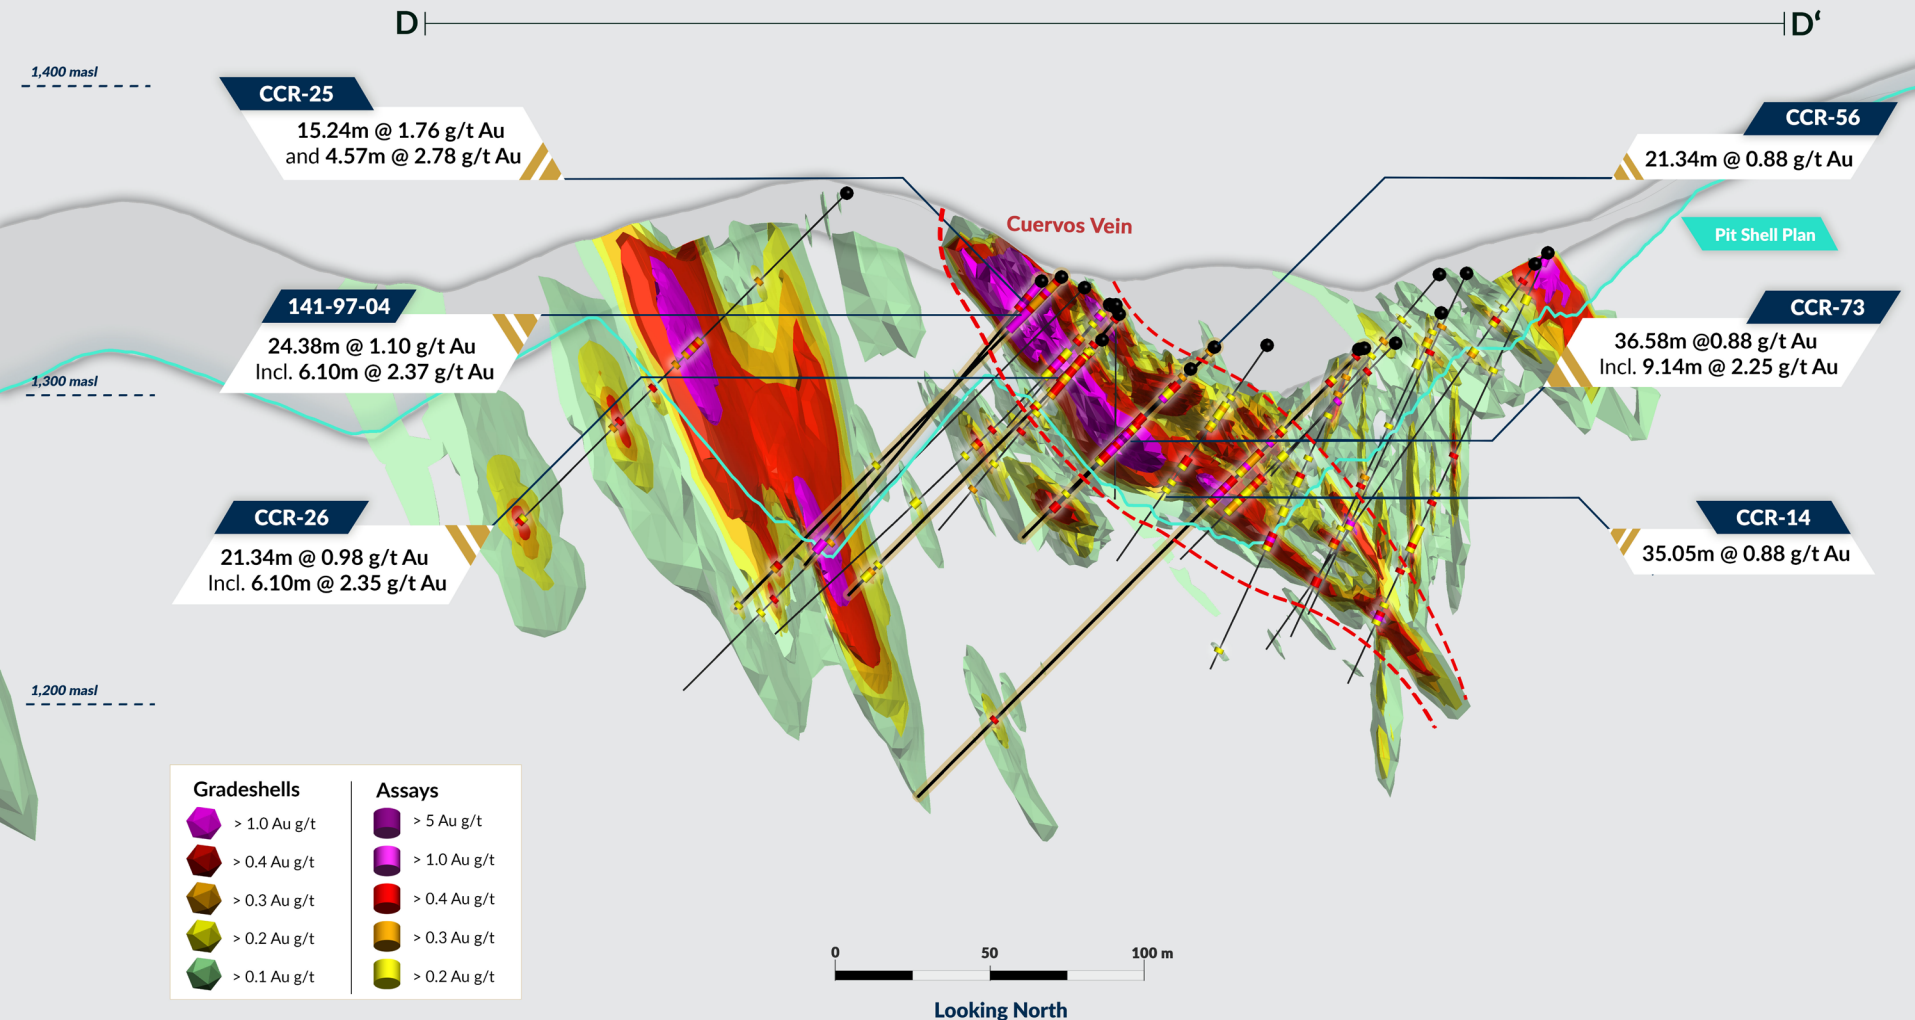 D
D‘
1,400 masl
CCR-25
15.24m @ 1.76 g/t Au
and 4.57m @ 2.78 g/t Au
CCR-56
21.34m @ 0.88 g/t Au
Cuervos Vein
Pit Shell Plan
141-97-04
24.38m @ 1.10 g/t Au
Incl. 6.10m @ 2.37 g/t Au
CCR-73
36.58m @0.88 g/t Au
Incl. 9.14m @ 2.25 g/t Au
1,300 masl
CCR-26
21.34m @ 0.98 g/t Au
Incl. 6.10m @ 2.35 g/t Au
CCR-14
35.05m @ 0.88 g/t Au
1,200 masl
Gradeshells
> 1.0 Au g/t
> 0.4 Au g/t
> 0.3 Au g/t
> 0.2 Au g/t
> 0.1 Au g/t
Assays
> 5 Au g/t
> 1.0 Au g/t
> 0.4 Au g/t
> 0.3 Au g/t
> 0.2 Au g/t
0 50 100 m
Looking North